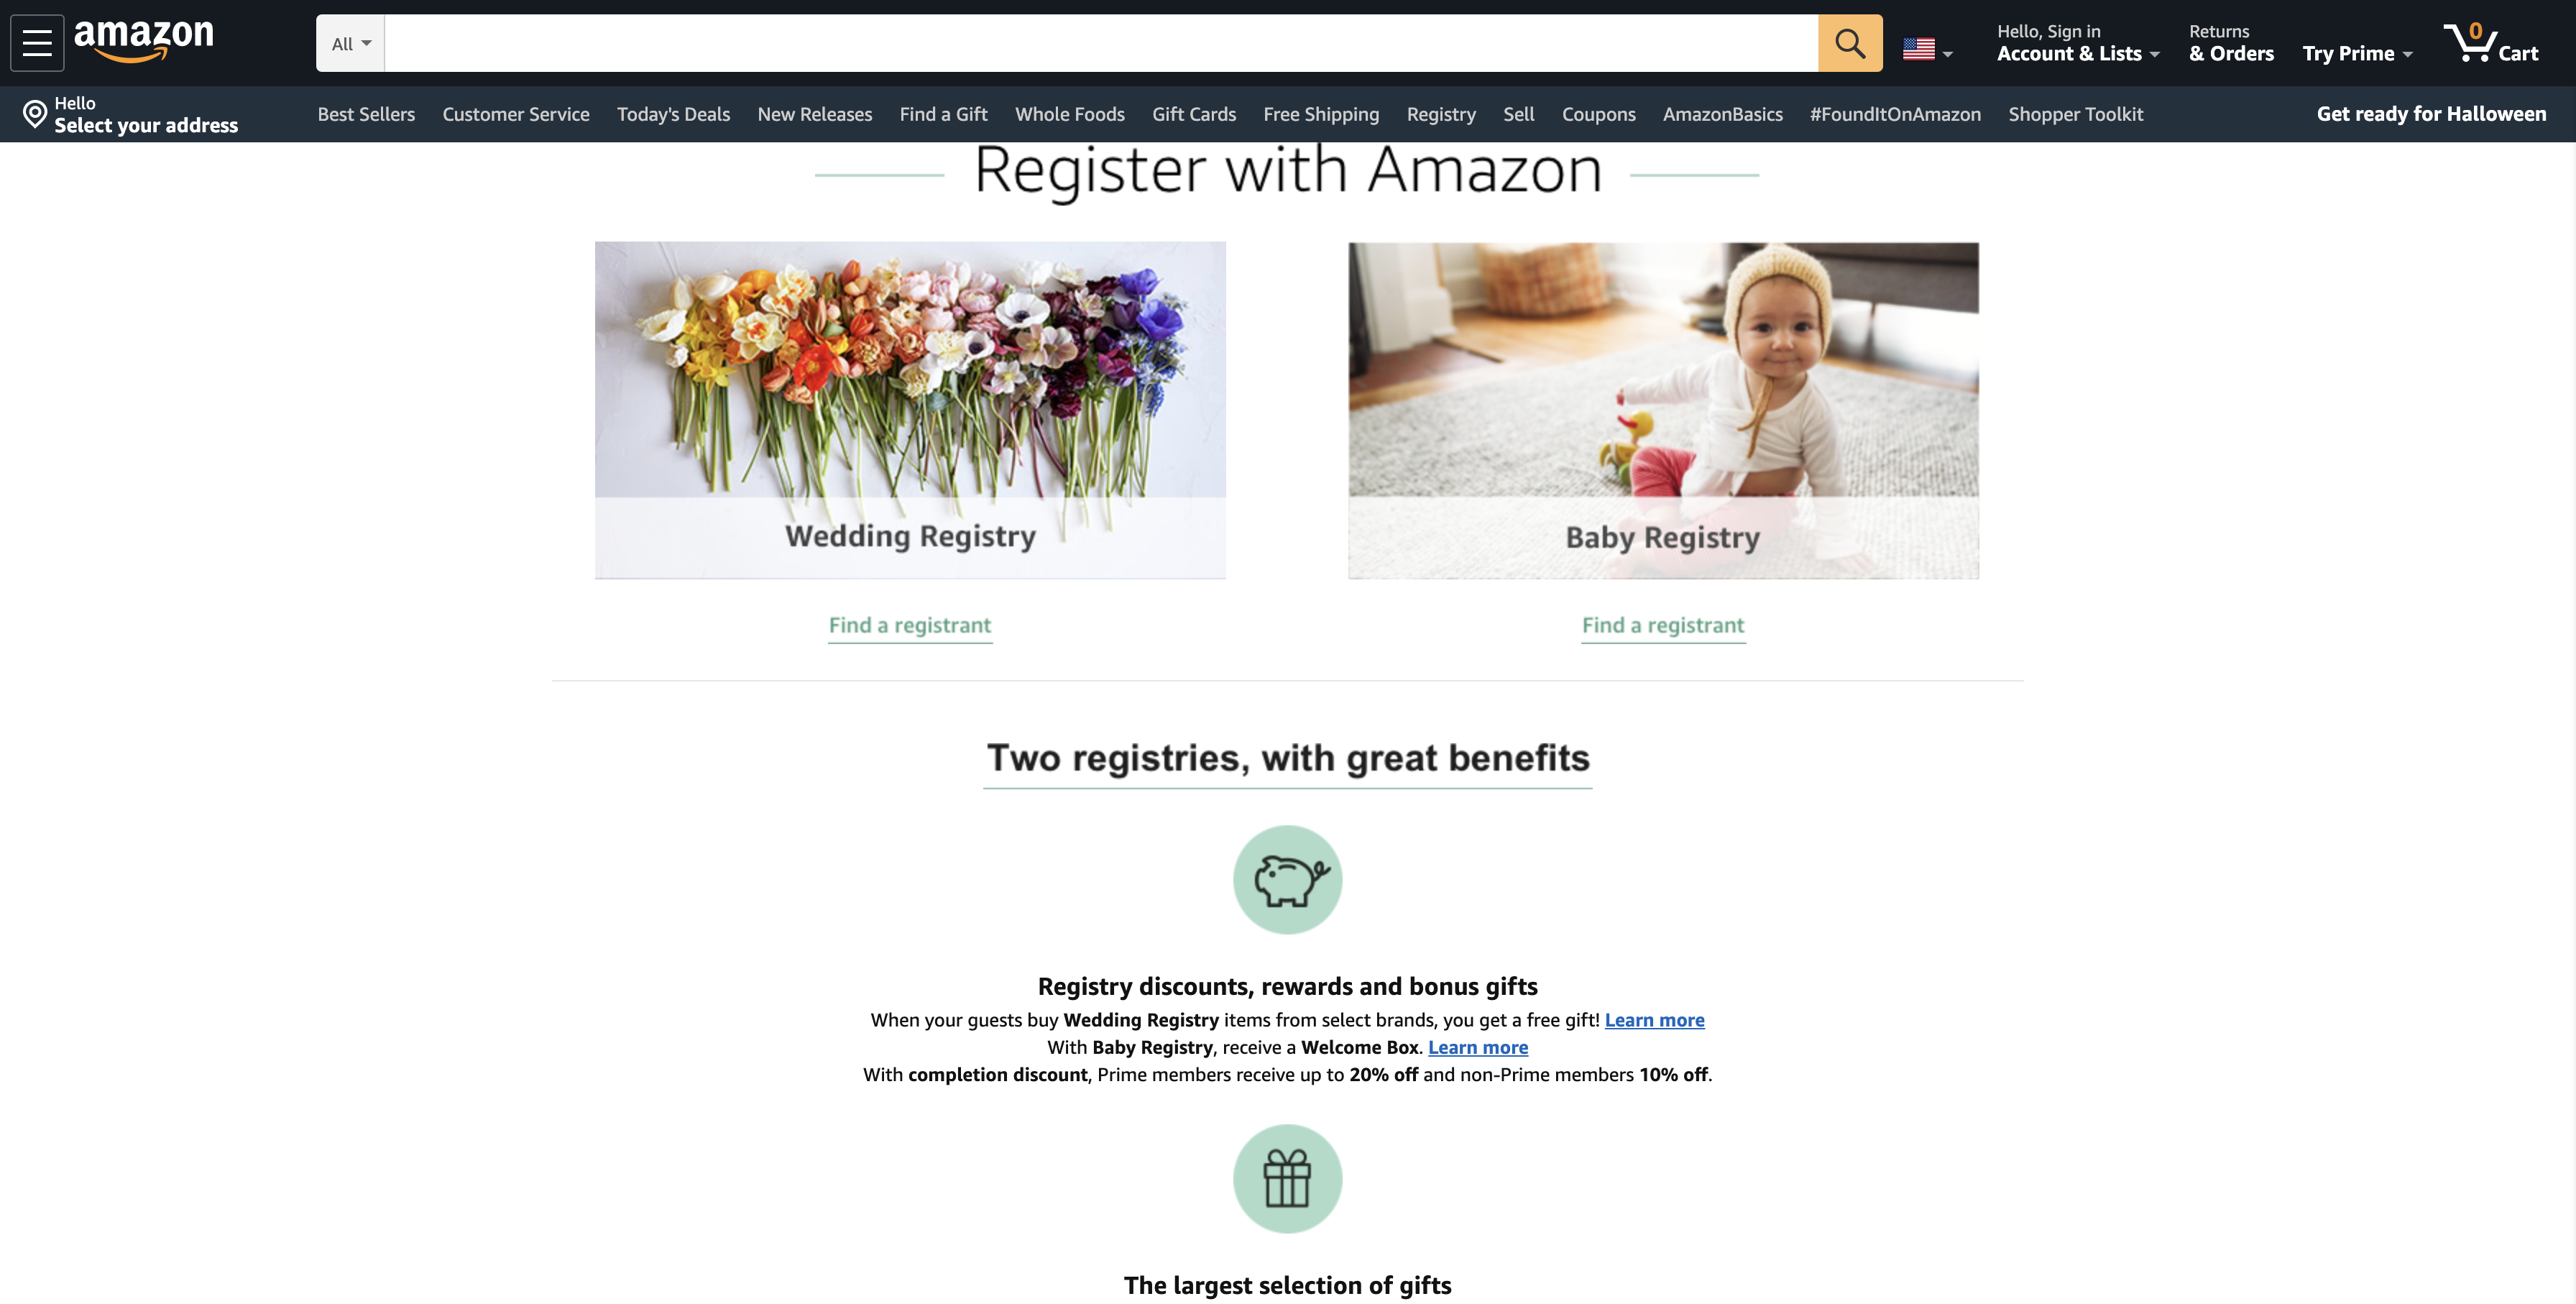 amazon
All
Hello, Sign in
Account & Lists
Returns
& Orders
Try Prime
0
Cart
Hello
Select your address
Best Sellers
Customer Service
Today's Deals
New Releases
Find a Gift
Whole Foods
Gift Cards
Free Shipping
Registry
Sell
Coupons
AmazonBasics
#FoundItOnAmazon
Shopper Toolkit
Get ready for Halloween
Register with Amazon
Wedding Registry
Baby Registry
Find a registrant
Find a registrant
Two registries, with great benefits
Registry discounts, rewards and bonus gifts
When your guests buy Wedding Registry items from select brands, you get a free gift! Learn more
With Baby Registry, receive a Welcome Box. Learn more
With completion discount, Prime members receive up to 20% off and non-Prime members 10% off.
The largest selection of gifts